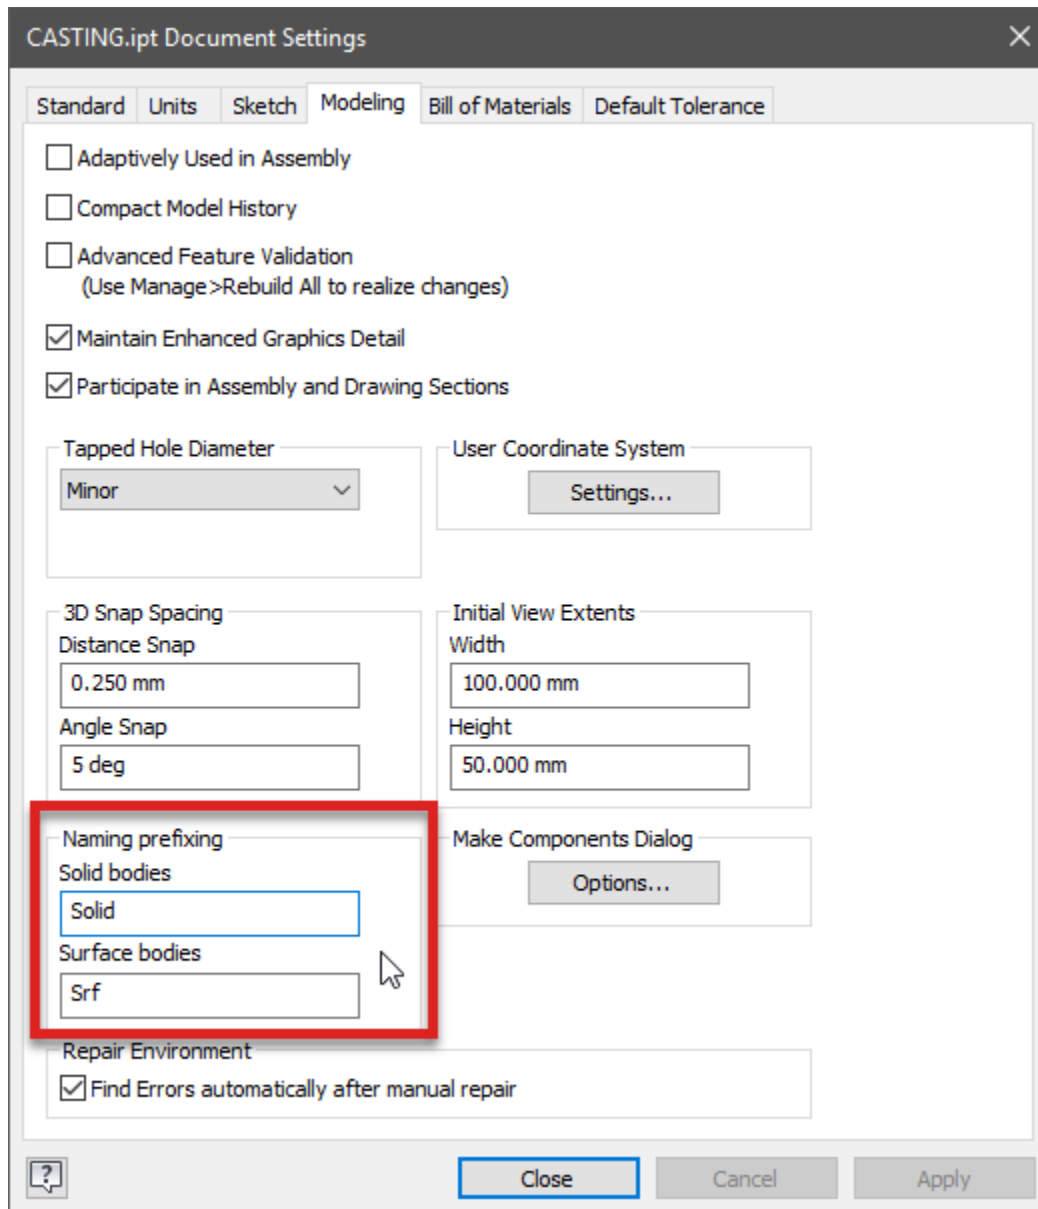 CASTING.ipt Document Settings
Standard Units Sketch Modeling Bill of Materials Default Tolerance
Adaptively Used in Assembly
Compact Model History
Advanced Feature Validation
(Use Manage>Rebuild All to realize changes)
Maintain Enhanced Graphics Detail
Participate in Assembly and Drawing Sections
Tapped Hole Diameter
Minor
User Coordinate System
Settings...
3D Snap Spacing
Distance Snap
0.250 mm
Angle Snap
5 deg
Initial View Extents
Width
100.000 mm
Height
50.000 mm
Naming prefixing
Solid bodies
Solid
Surface bodies
Srf
Make Components Dialog
Options...
Repair Environment
Find Errors automatically after manual repair
?
Close Cancel Apply